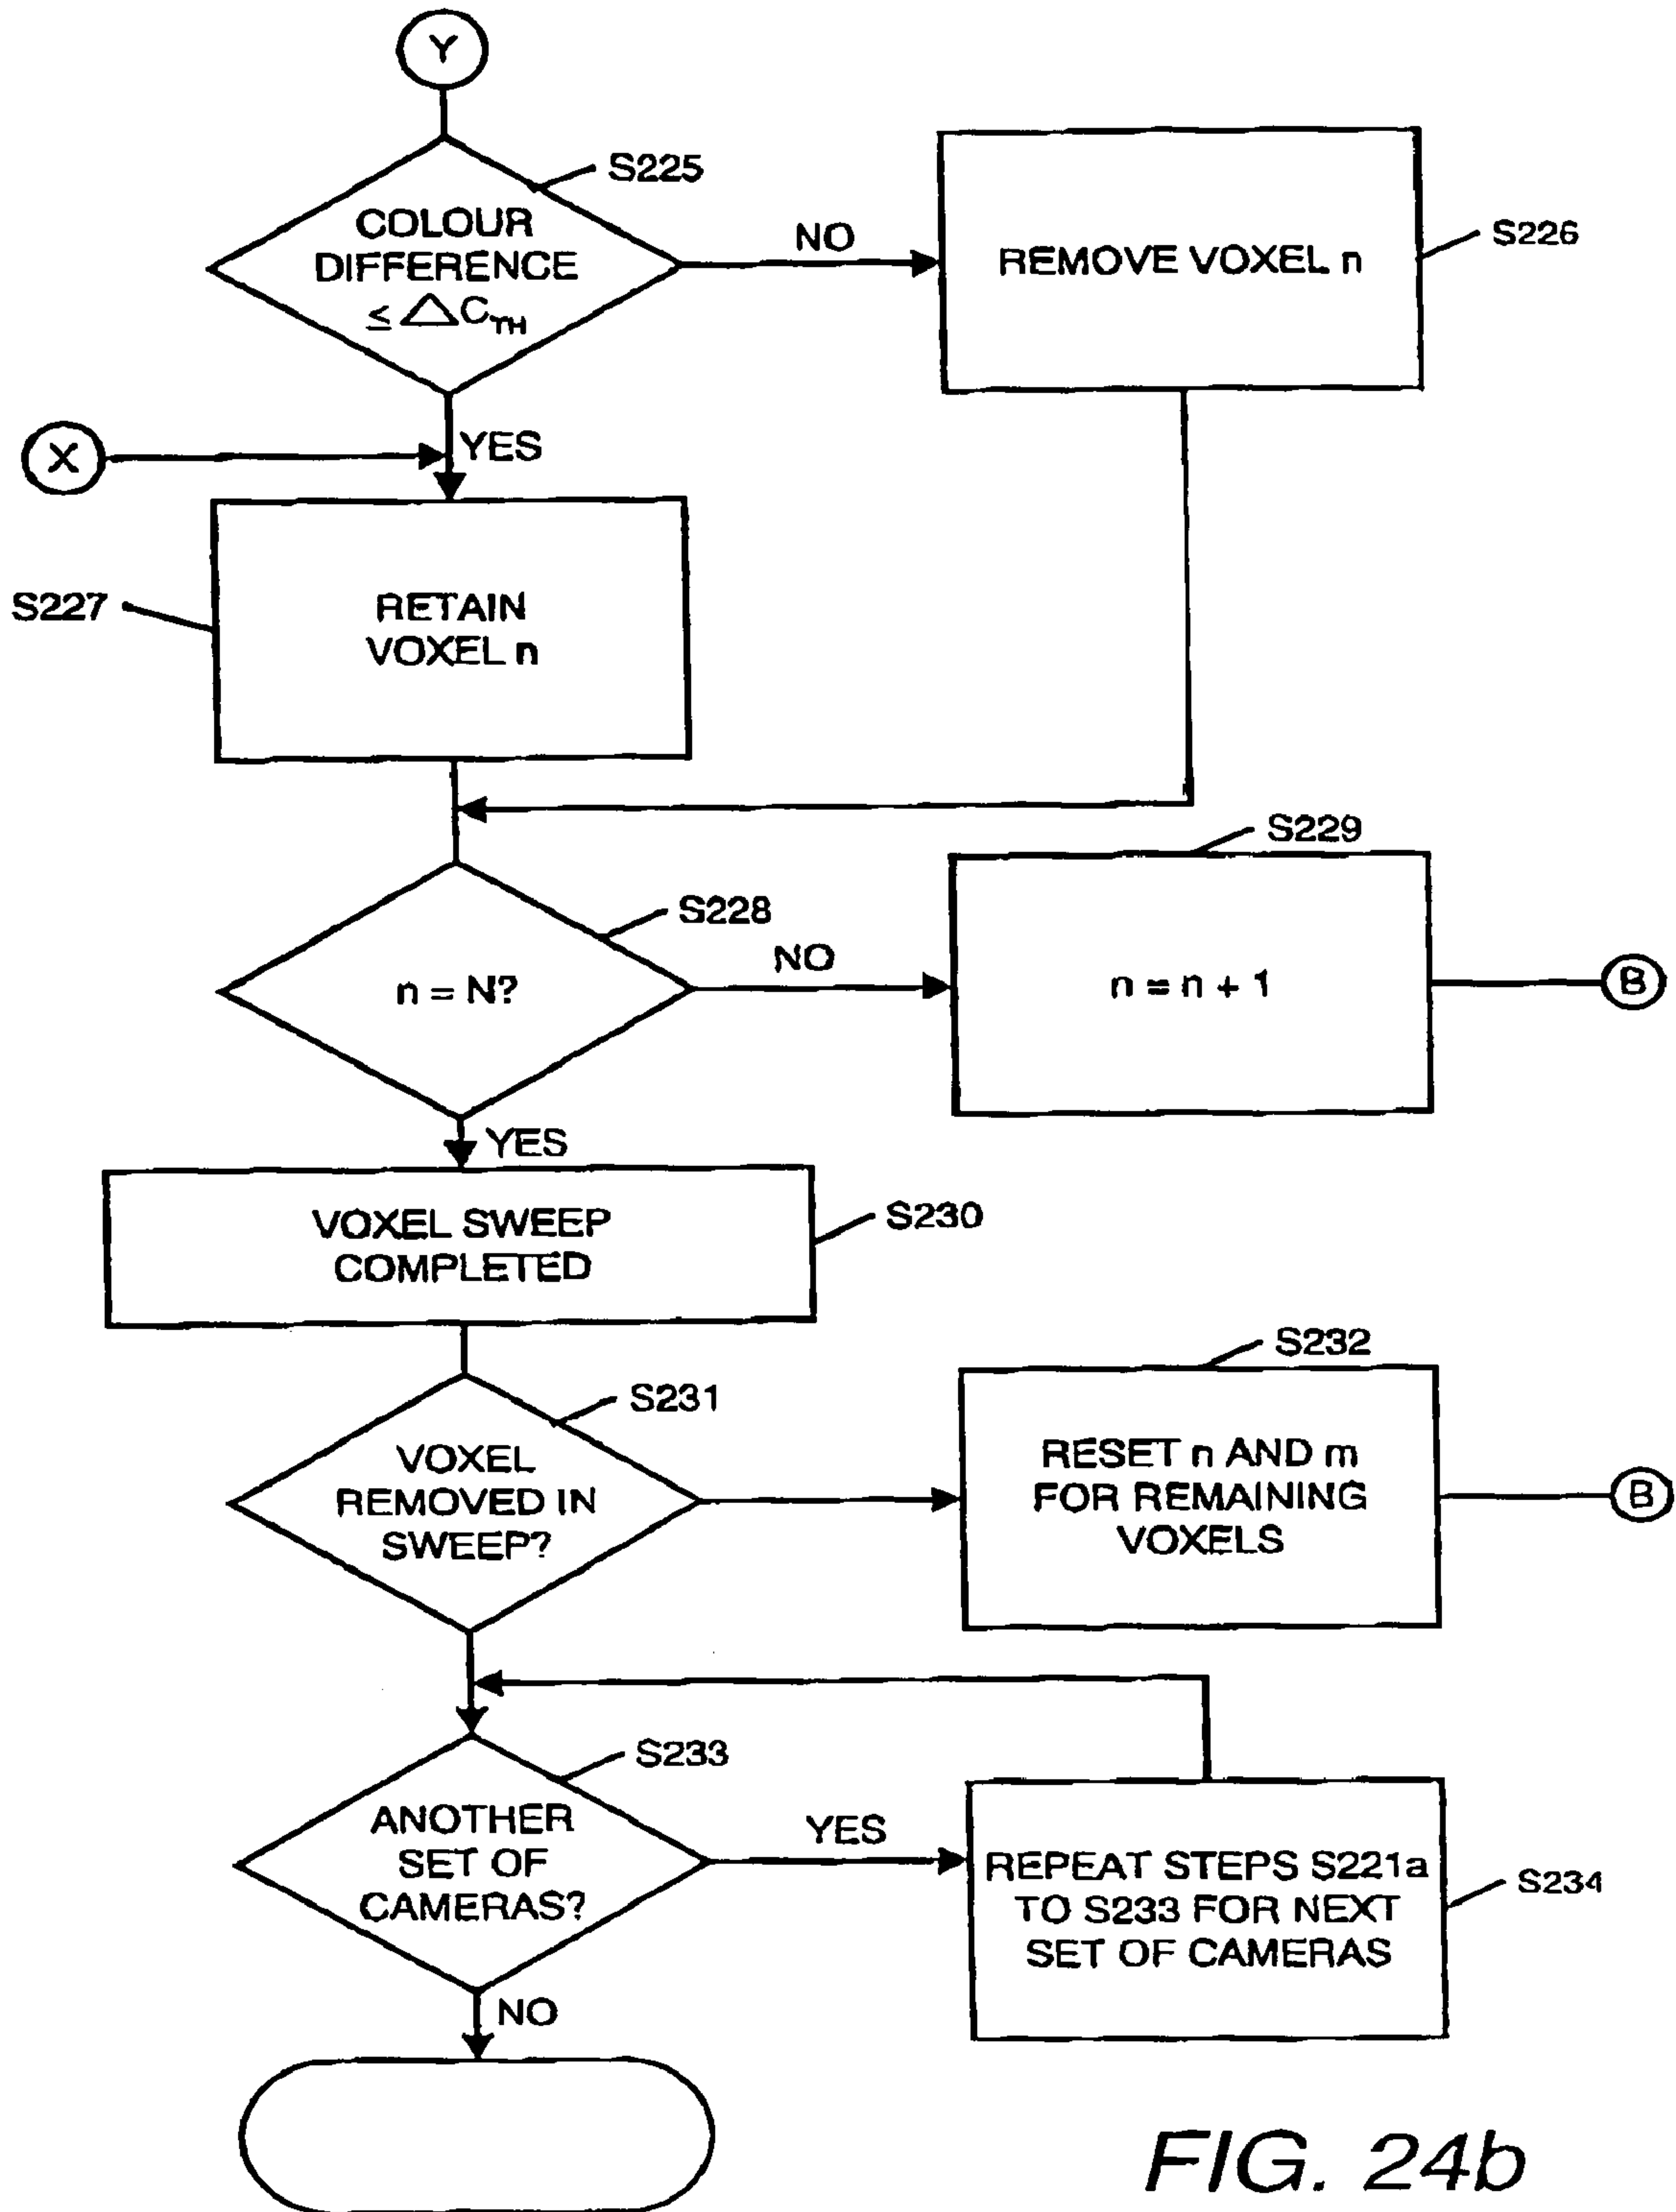 Y
S225
COLOUR
DIFFERENCE
≤ △C_TH
NO
REMOVE VOXEL n
S226
X
YES
S227
RETAIN
VOXEL n
S228
n = N?
NO
S229
n = n + 1
B
YES
VOXEL SWEEP
COMPLETED
S230
S231
VOXEL
REMOVED IN
SWEEP?
S232
RESET n AND m
FOR REMAINING
VOXELS
B
S233
ANOTHER
SET OF
CAMERAS?
YES
REPEAT STEPS S221a
TO S233 FOR NEXT
SET OF CAMERAS
S234
NO
FIG. 24b